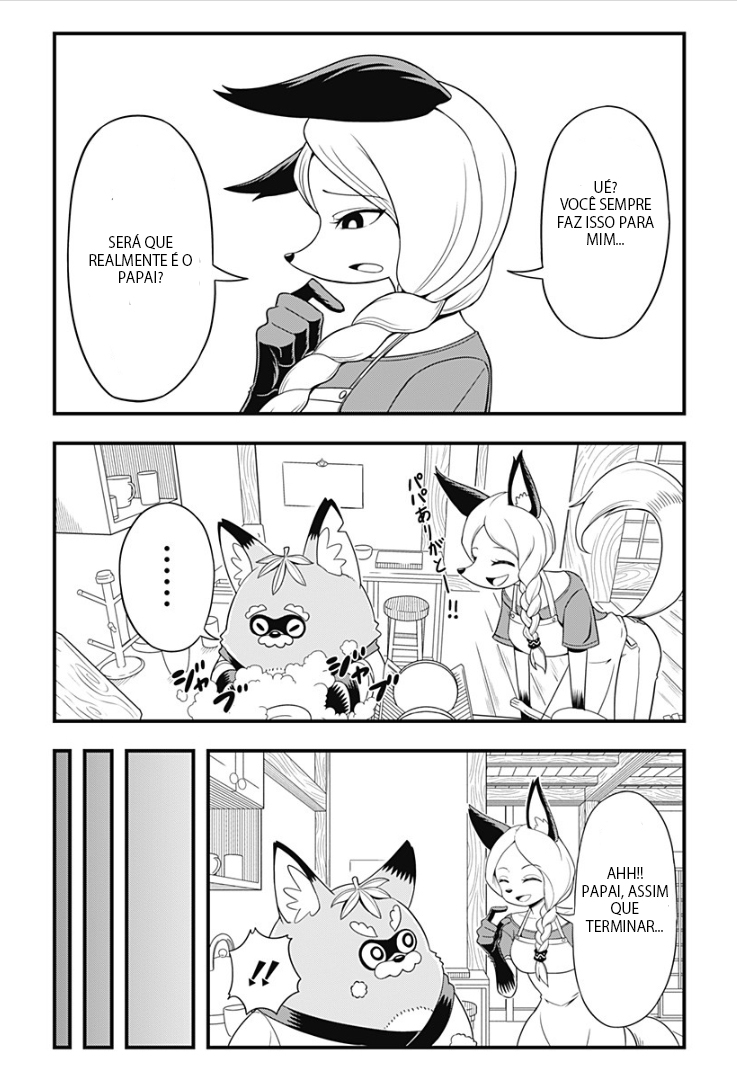 UÉ?
VOCÊ SEMPRE
FAZ ISSO PARA
MIM...
SERÁ QUE
REALMENTE É O
PAPAI?
パパありがとー!!
......
ジャブ
ジャブ
AHH!!
PAPAI, ASSIM
QUE
TERMINAR...
!!